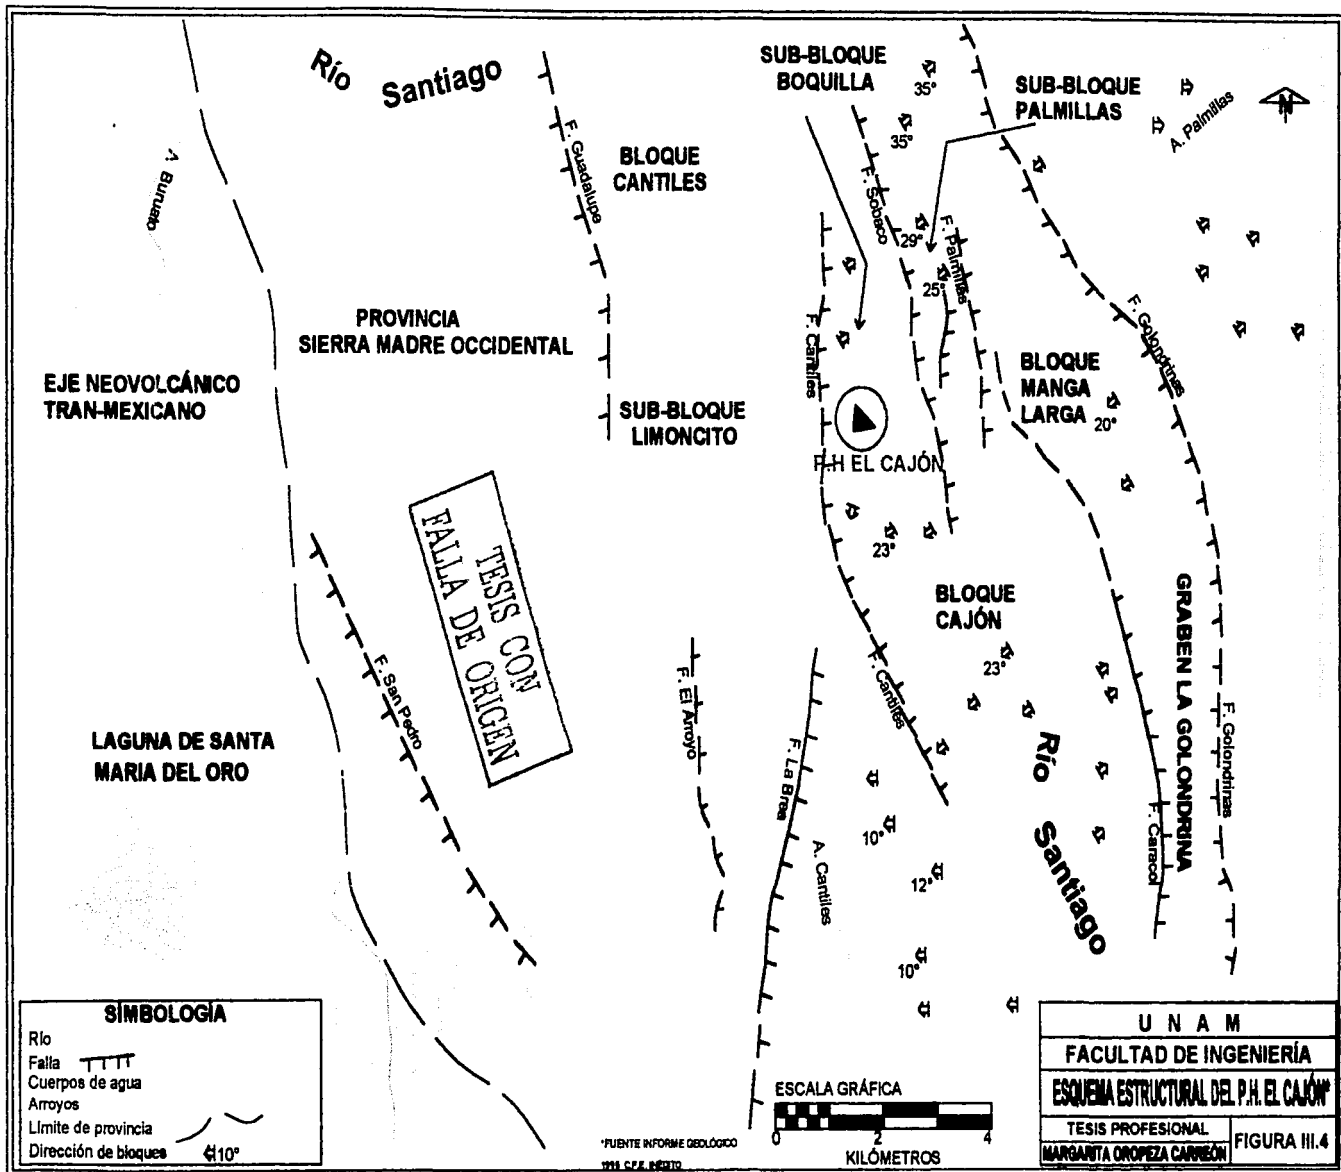 Río Santiago
SUB-BLOQUE
BOQUILLA
35°
SUB-BLOQUE
PALMILLAS
N
A. Palmillas
35°
F. Guadalupe
BLOQUE
CANTILES
F. Sobaco
29°
F. Palmillas
25°
PROVINCIA
SIERRA MADRE OCCIDENTAL
F. Cantiles
F. Golondrinas
EJE NEOVOLCÁNICO
TRAN-MEXICANO
SUB-BLOQUE
LIMONCITO
BLOQUE
MANGA
LARGA
20°
P.H EL CAJÓN
TESIS CON
FALLA DE ORIGEN
23°
BLOQUE
CAJÓN
23°
GRABEN LA GOLONDRINA
F. San Pedro
F. El Arroyo
F. Cantiles
F. La Brea
F. Golondrinas
LAGUNA DE SANTA
MARIA DEL ORO
Río Santiago
F. Caracol
10°
A. Cantiles
12°
10°
SIMBOLOGÍA
Río
Falla
Cuerpos de agua
Arroyos
Límite de provincia
Dirección de bloques 10°
ESCALA GRÁFICA
0 2 4
KILÓMETROS
*FUENTE INFORME GEOLÓGICO
U N A M
FACULTAD DE INGENIERÍA
ESQUEMA ESTRUCTURAL DEL P.H. EL CAJÓN*
TESIS PROFESIONAL
MARGARITA OROPEZA CARREÓN
FIGURA III.4